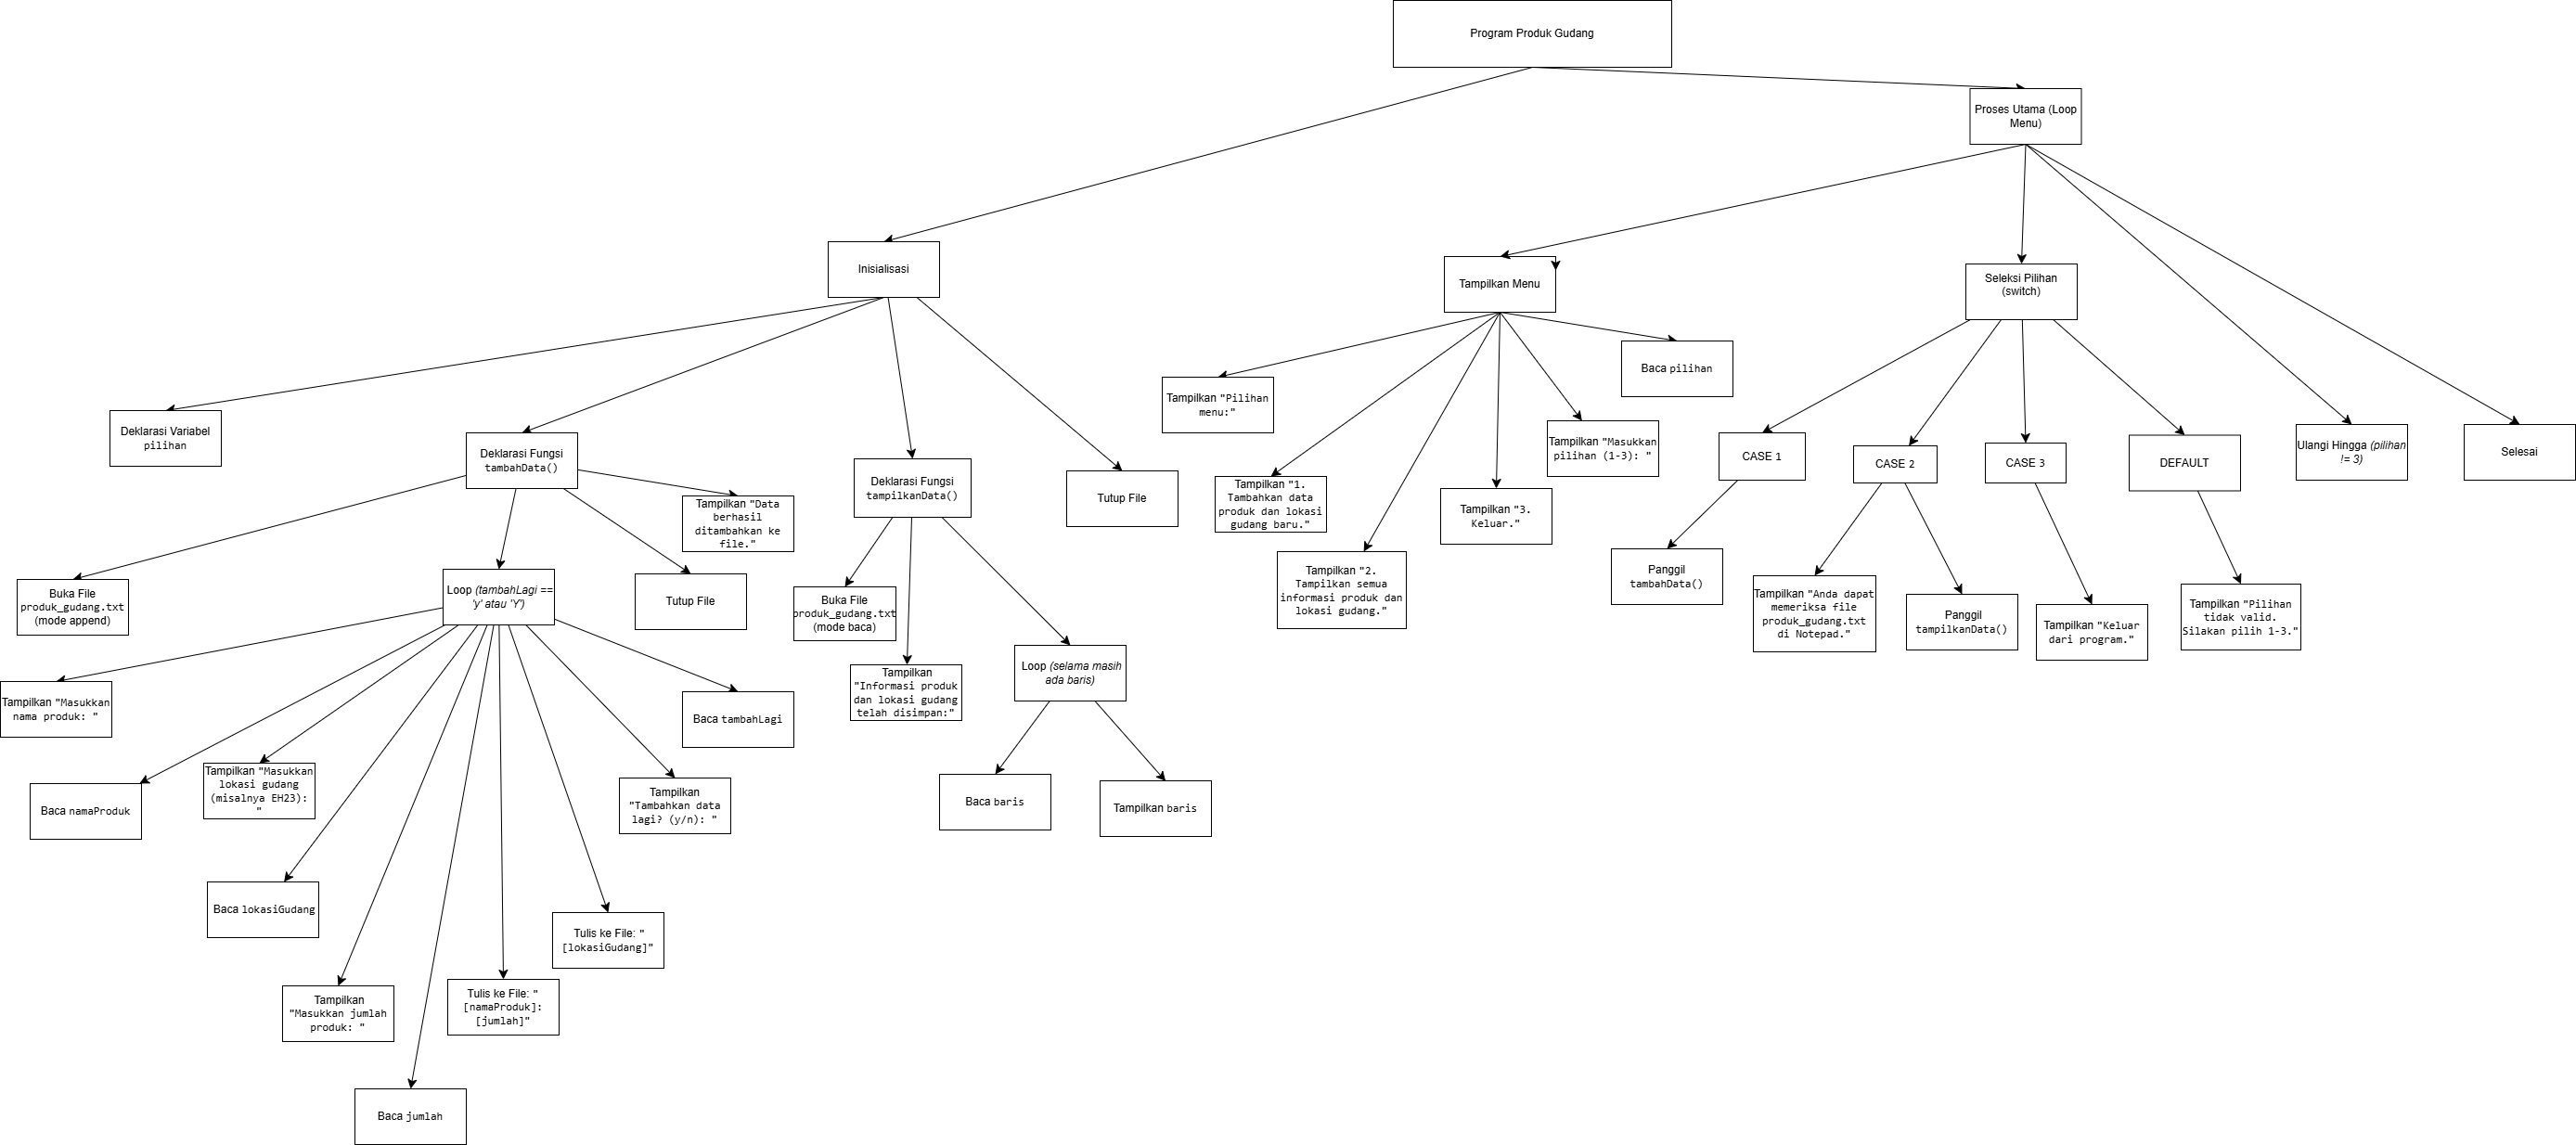 Program Produk Gudang
Proses Utama (Loop
Menu)
Inisialisasi
Tampilkan Menu
Seleksi Pilihan
(switch)
Deklarasi Variabel
pilihan
Deklarasi Fungsi
tambahData()
Deklarasi Fungsi
tampilkanData()
Tutup File
Tampilkan "Pilihan
menu:"
Tampilkan "1.
Tambahkan data
produk dan lokasi
gudang baru."
Tampilkan "2.
Tampilkan semua
informasi produk dan
lokasi gudang."
Tampilkan "3.
Keluar."
Tampilkan "Masukkan
pilihan (1-3): "
Baca pilihan
CASE 1
CASE 2
CASE 3
DEFAULT
Ulangi Hingga (pilihan
!= 3)
Selesai
Buka File
produk_gudang.txt
(mode append)
Loop (tambahLagi ==
'y' atau 'Y')
Tutup File
Tampilkan "Data
berhasil
ditambahkan ke
file."
Buka File
produk_gudang.txt
(mode baca)
Tampilkan
"Informasi produk
dan lokasi gudang
telah disimpan:"
Loop (selama masih
ada baris)
Panggil
tambahData()
Tampilkan "Anda dapat
memeriksa file
produk_gudang.txt
di Notepad."
Panggil
tampilkanData()
Tampilkan "Keluar
dari program."
Tampilkan "Pilihan
tidak valid.
Silakan pilih 1-3."
Tampilkan "Masukkan
nama produk: "
Baca namaProduk
Tampilkan "Masukkan
lokasi gudang
(misalnya EH23):
"
Baca lokasiGudang
Tampilkan
"Masukkan jumlah
produk: "
Baca jumlah
Tulis ke File: "
[namaProduk]:
[jumlah]"
Tulis ke File: "
[lokasiGudang]"
Tampilkan
"Tambahkan data
lagi? (y/n): "
Baca tambahLagi
Baca baris
Tampilkan baris